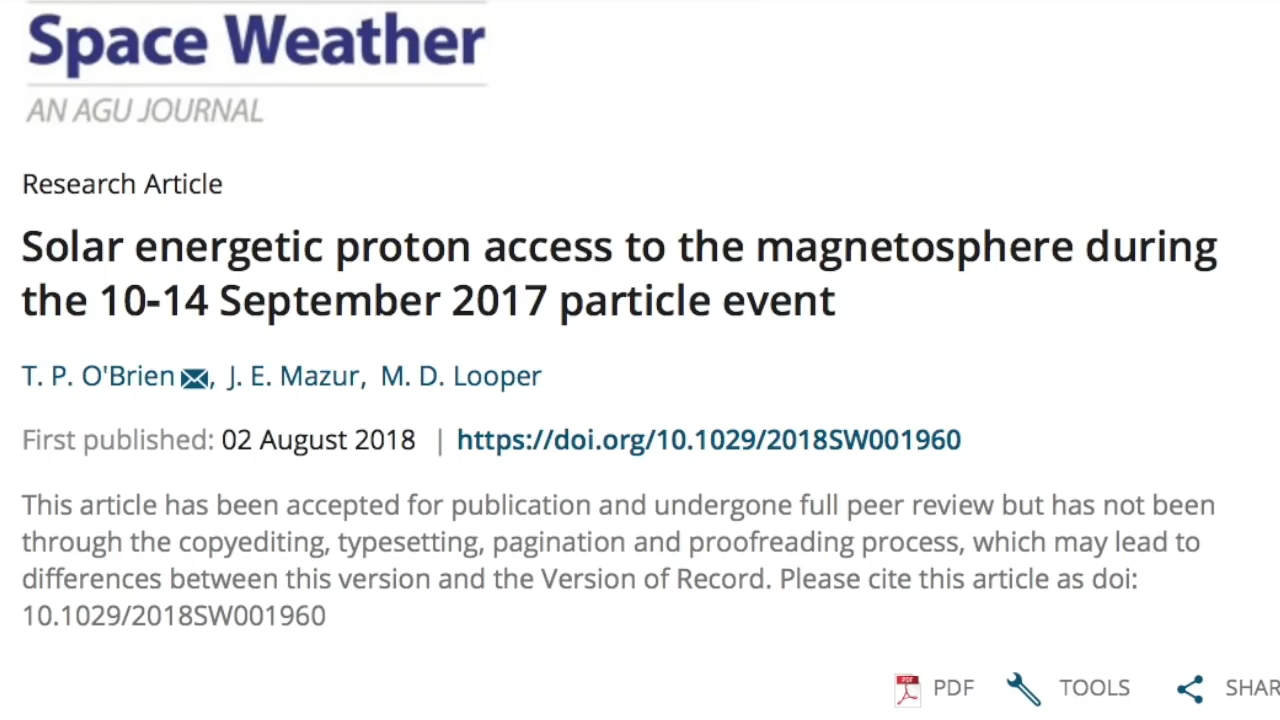 Space Weather
AN AGU JOURNAL
Research Article
Solar energetic proton access to the magnetosphere during
the 10-14 September 2017 particle event
T. P. O'Brien, J. E. Mazur, M. D. Looper
First published: 02 August 2018 | https://doi.org/10.1029/2018SW001960
This article has been accepted for publication and undergone full peer review but has not been
through the copyediting, typesetting, pagination and proofreading process, which may lead to
differences between this version and the Version of Record. Please cite this article as doi:
10.1029/2018SW001960
PDF TOOLS SHAR